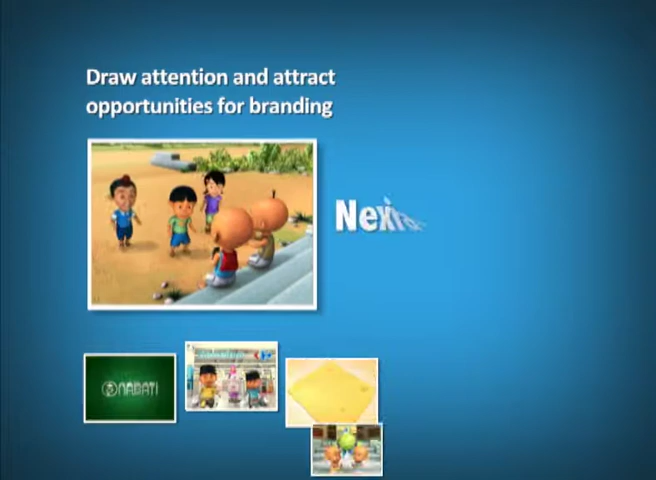 Draw attention and attract
opportunities for branding
NABATI